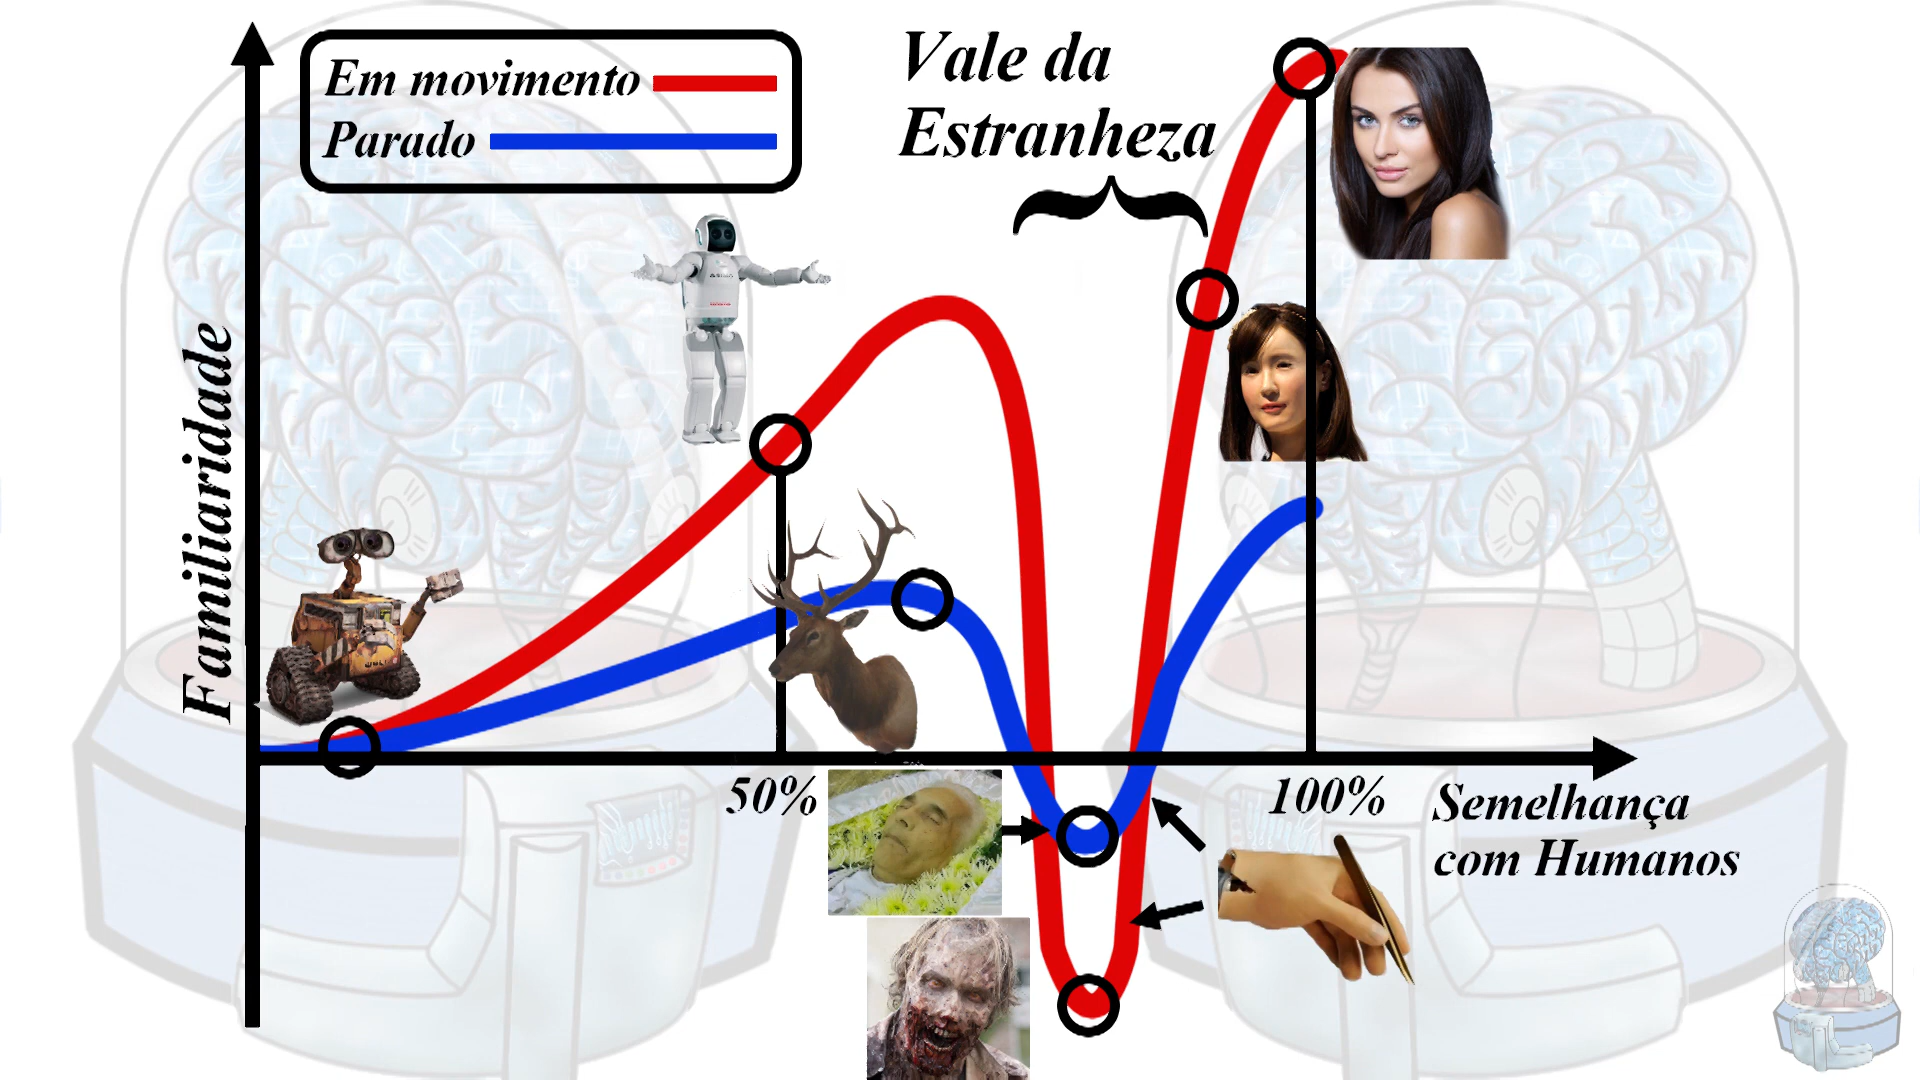 Em movimento
Parado
Vale da
Estranheza
Familiaridade
50%
100%
Semelhança
com Humanos